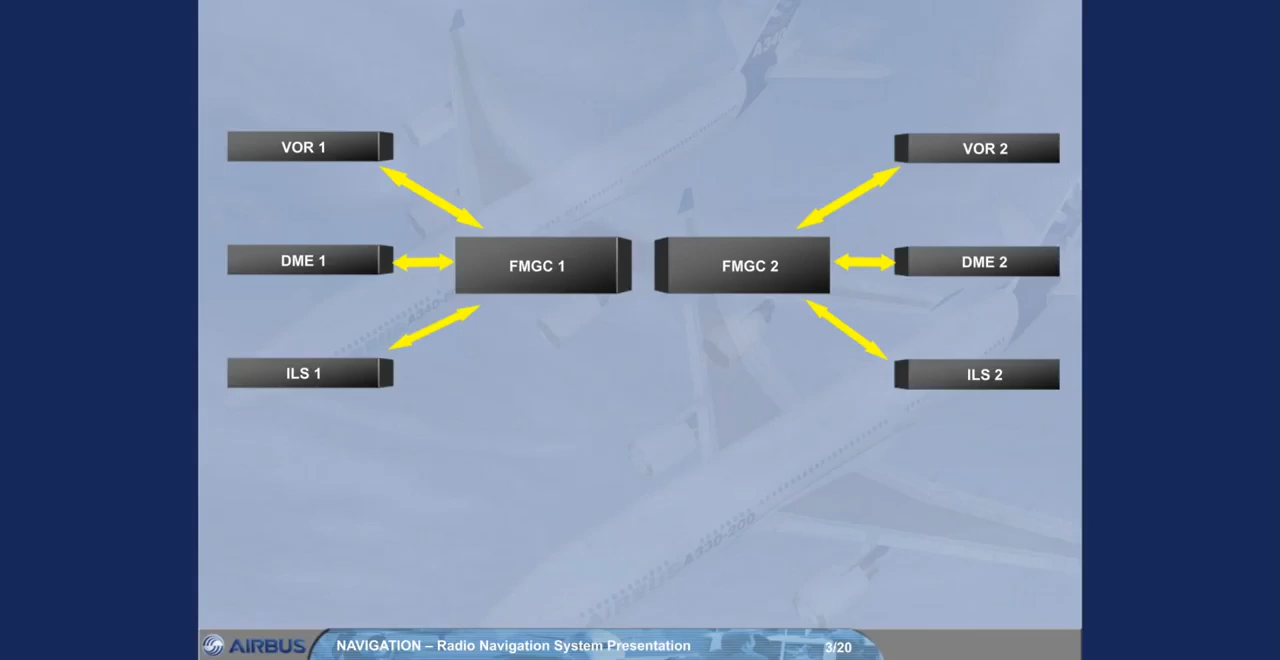 A340
VOR 1
VOR 2
DME 1
FMGC 1
FMGC 2
DME 2
ILS 1
ILS 2
AIRBUS
NAVIGATION – Radio Navigation System Presentation
3/20